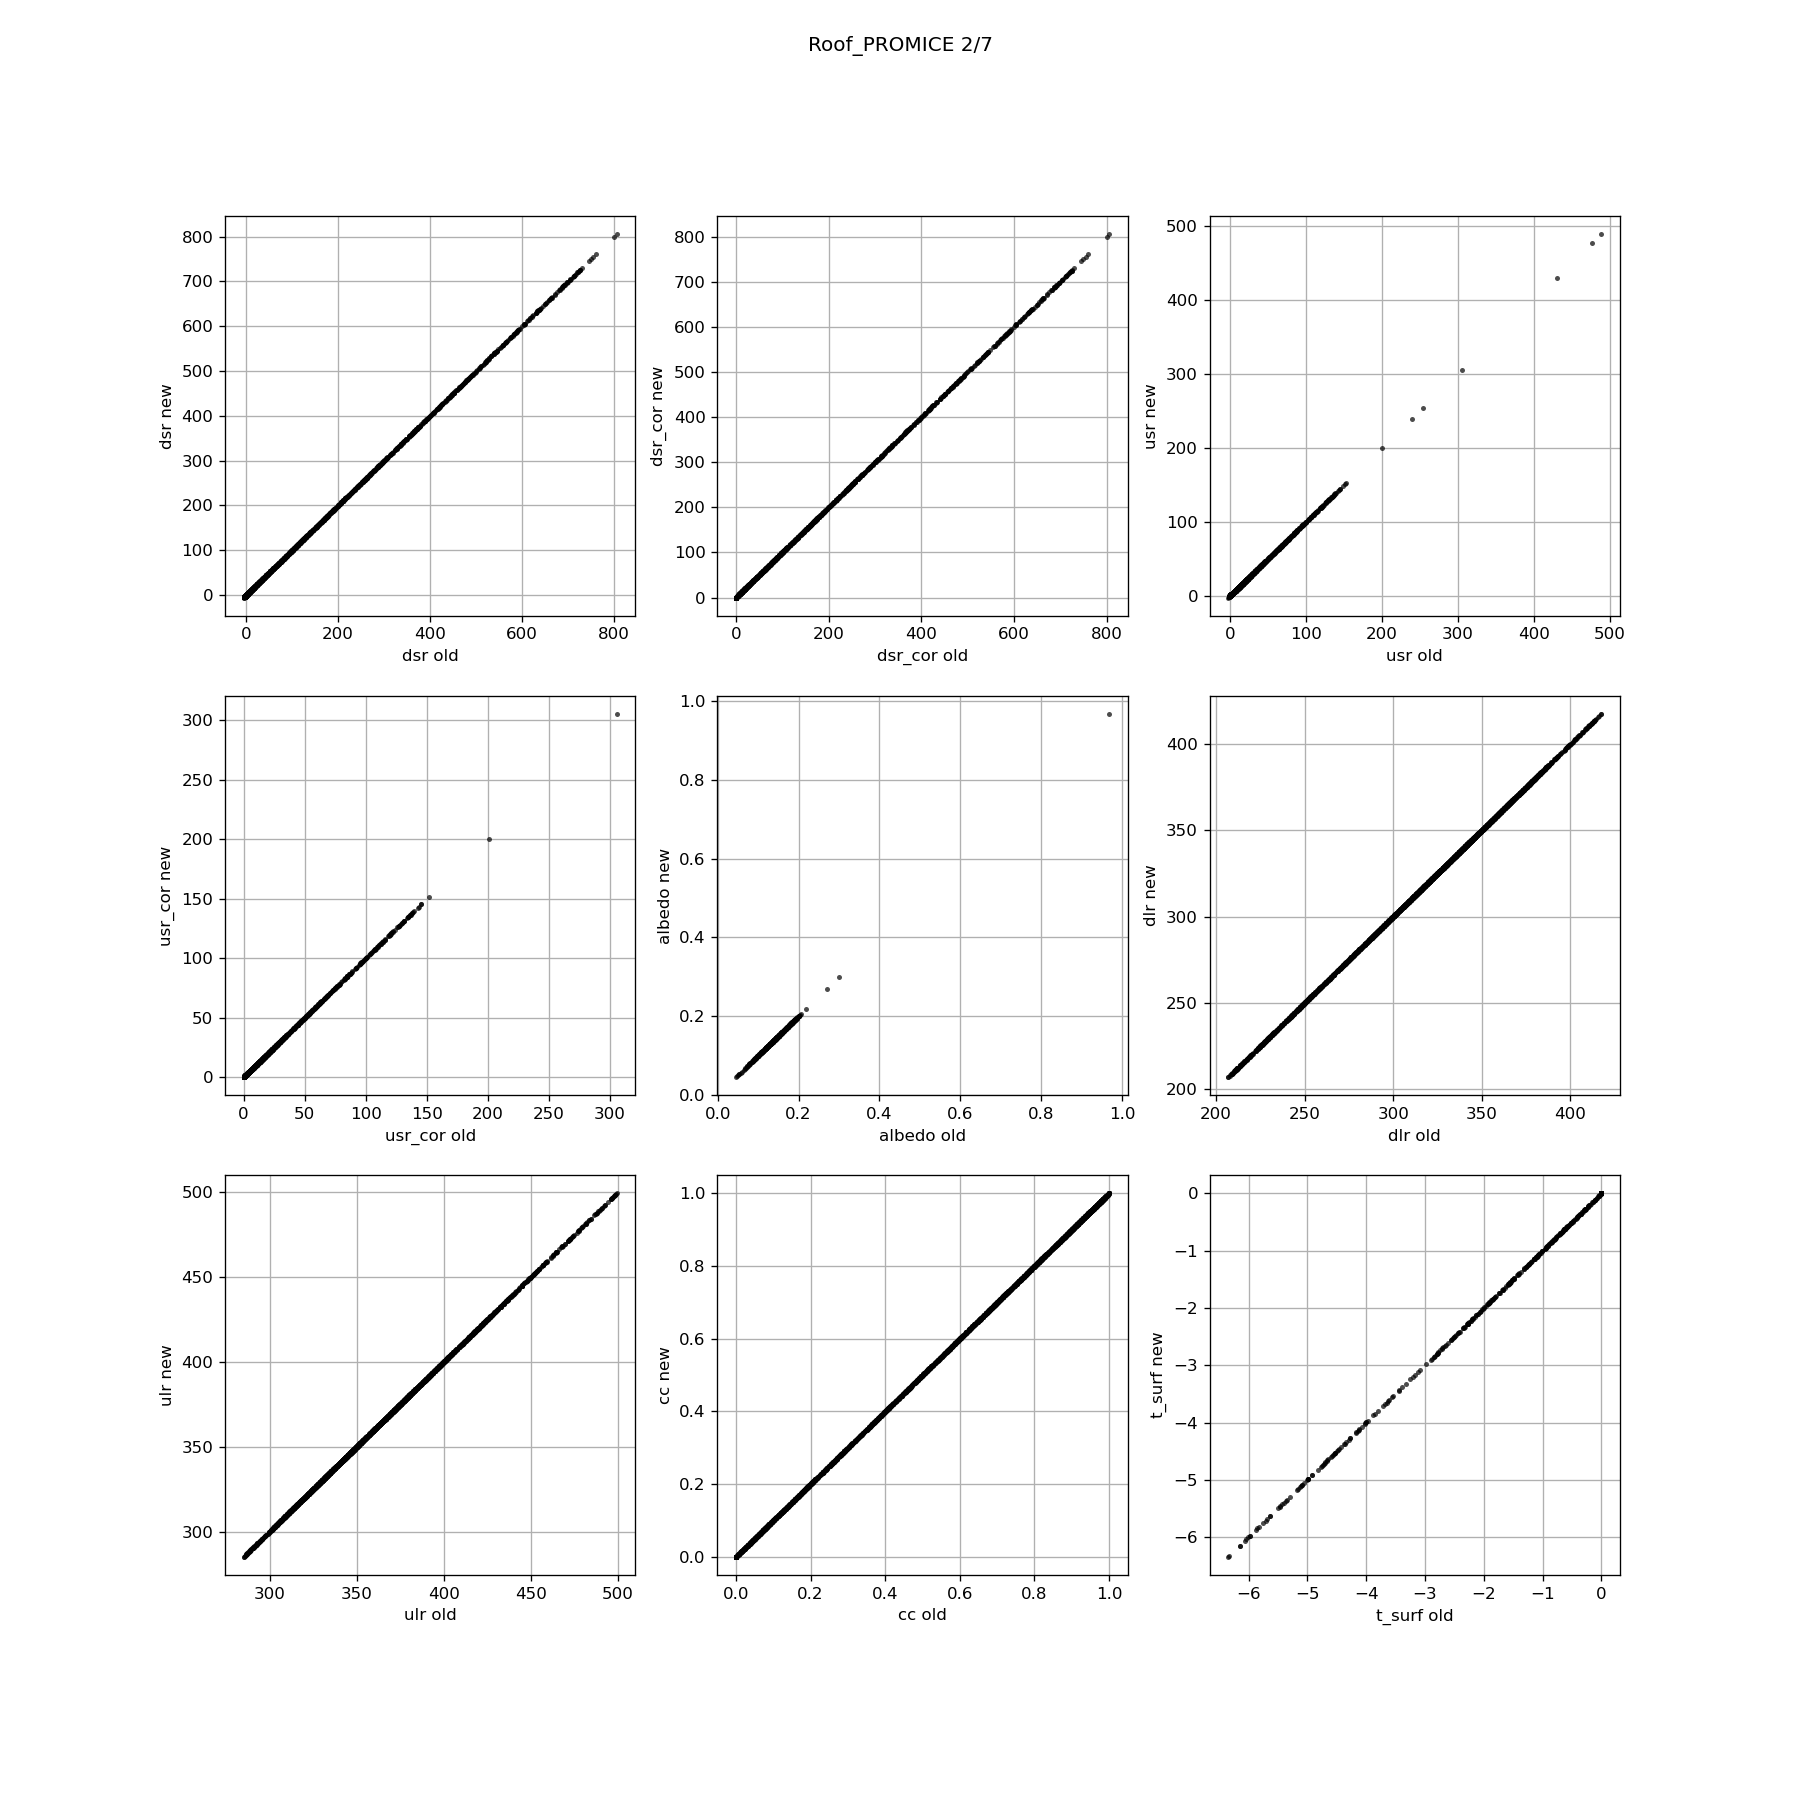 Roof_PROMICE 2/7
800
700
600
500
400
300
200
100
0
dsr new
0 200 400 600 800
dsr old
800
700
600
500
400
300
200
100
0
dsr_cor new
0 200 400 600 800
dsr_cor old
500
400
300
200
100
0
usr new
0 100 200 300 400 500
usr old
300
250
200
150
100
50
0
usr_cor new
0 50 100 150 200 250 300
usr_cor old
1.0
0.8
0.6
0.4
0.2
0.0
albedo new
0.0 0.2 0.4 0.6 0.8 1.0
albedo old
400
350
300
250
200
dlr new
200 250 300 350 400
dlr old
500
450
400
350
300
ulr new
300 350 400 450 500
ulr old
1.0
0.8
0.6
0.4
0.2
0.0
cc new
0.0 0.2 0.4 0.6 0.8 1.0
cc old
0
−1
−2
−3
−4
−5
−6
t_surf new
−6 −5 −4 −3 −2 −1 0
t_surf old